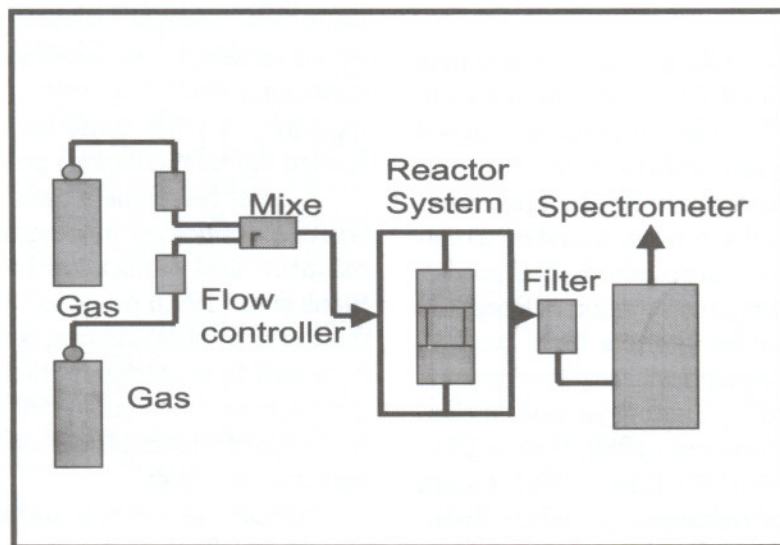 Reactor
System
Mixe
r
Spectrometer
Filter
Gas
Flow
controller
Gas